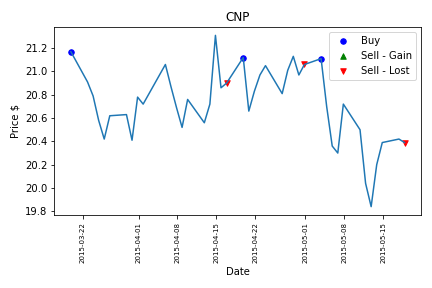 CNP
Buy
Sell - Gain
Sell - Lost
Price $
21.2
21.0
20.8
20.6
20.4
20.2
20.0
19.8
2015-03-22
2015-04-01
2015-04-08
2015-04-15
2015-04-22
2015-05-01
2015-05-08
2015-05-15
Date